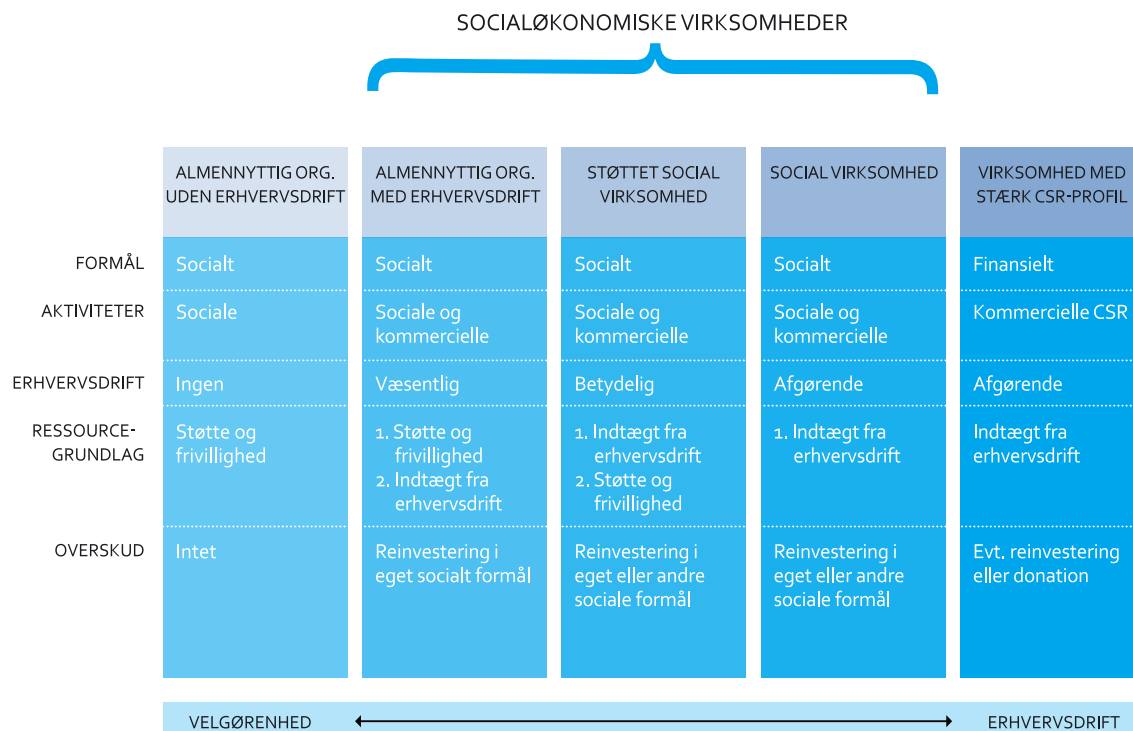 SOCIALØKONOMISKE VIRKSOMHEDER
ALMENNYTTIG ORG.
UDEN ERHVERVSDRIFT
ALMENNYTTIG ORG.
MED ERHVERVSDRIFT
STØTTET SOCIAL
VIRKSOMHED
SOCIAL VIRKSOMHED
VIRKSOMHED MED
STÆRK CSR-PROFIL
FORMÅL
Socialt
Socialt
Socialt
Socialt
Finansielt
AKTIVITETER
Sociale
Sociale og
kommercielle
Sociale og
kommercielle
Sociale og
kommercielle
Kommercielle CSR
ERHVERVSDRIFT
Ingen
Væsentlig
Betydelig
Afgørende
Afgørende
RESSOURCE-
GRUNDLAG
Støtte og
frivillighed
1. Støtte og
frivillighed
2. Indtægt fra
erhvervsdrift
1. Indtægt fra
erhvervsdrift
2. Støtte og
frivillighed
1. Indtægt fra
erhvervsdrift
Indtægt fra
erhvervsdrift
OVERSKUD
Intet
Reinvestering i
eget socialt formål
Reinvestering i
eget eller andre
sociale formål
Reinvestering i
eget eller andre
sociale formål
Evt. reinvestering
eller donation
VELGØRENHED
ERHVERVSDRIFT